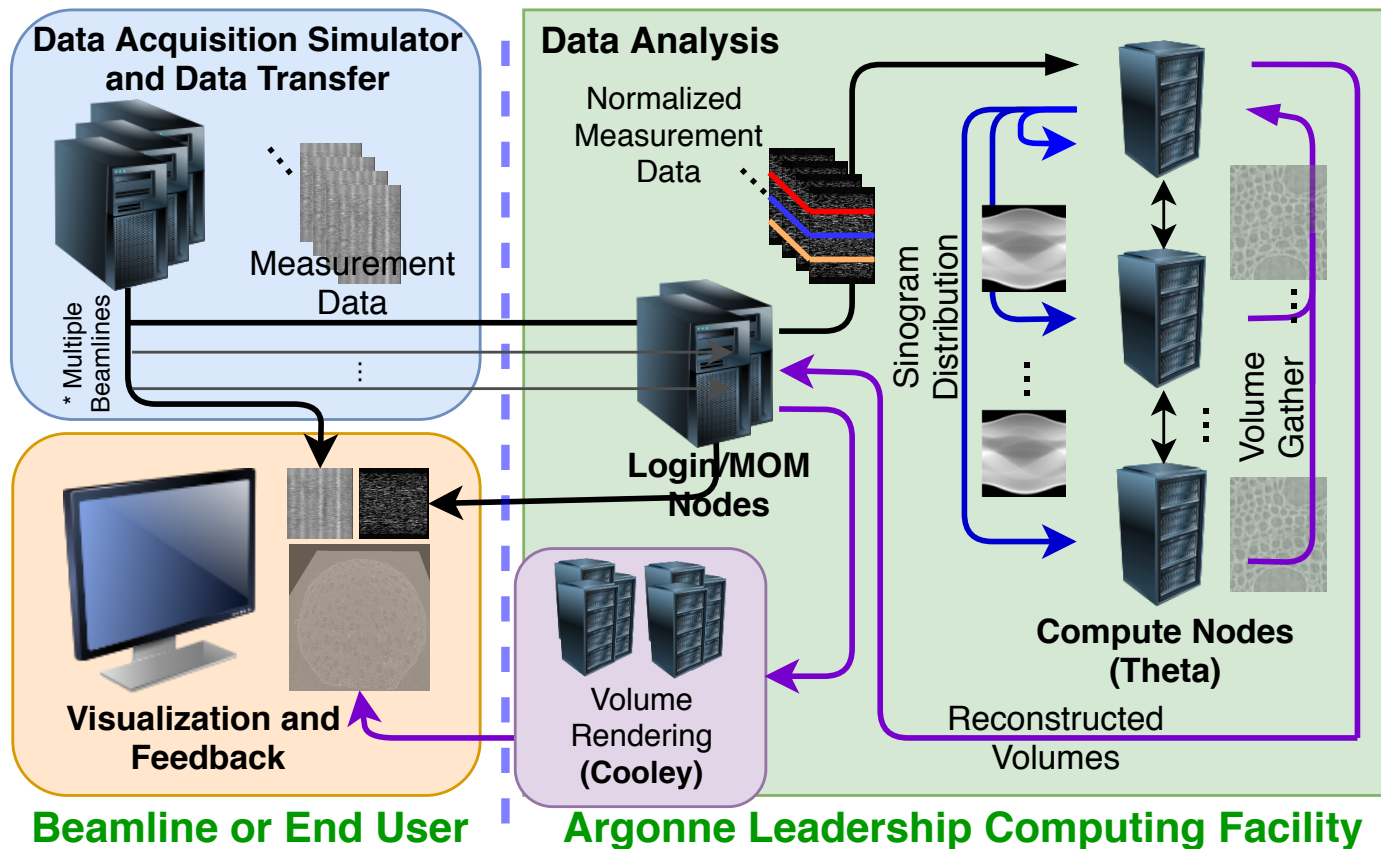 Data Acquisition Simulator
and Data Transfer
Measurement
Data
* Multiple
Beamlines
...
Visualization and
Feedback
Beamline or End User
Data Analysis
Normalized
Measurement
Data
Login/MOM
Nodes
Sinogram
Distribution
...
Volume
Gather
...
...
Compute Nodes
(Theta)
Reconstructed
Volumes
Volume
Rendering
(Cooley)
Argonne Leadership Computing Facility